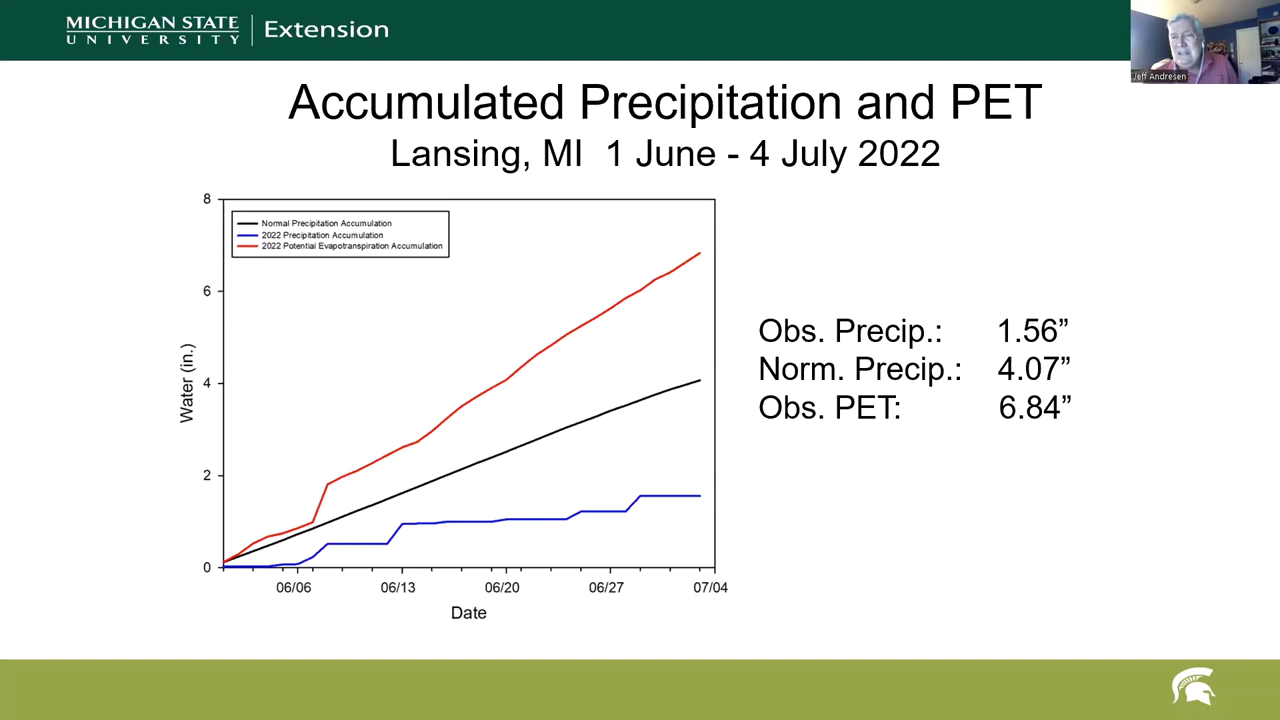 MICHIGAN STATE
UNIVERSITY
Extension
Jeff Andresen
Accumulated Precipitation and PET
Lansing, MI 1 June - 4 July 2022
8
6
4
2
0
Water (in.)
Normal Precipitation Accumulation
2022 Precipitation Accumulation
2022 Potential Evapotranspiration Accumulation
06/06 06/13 06/20 06/27 07/04
Date
Obs. Precip.: 1.56”
Norm. Precip.: 4.07”
Obs. PET: 6.84”